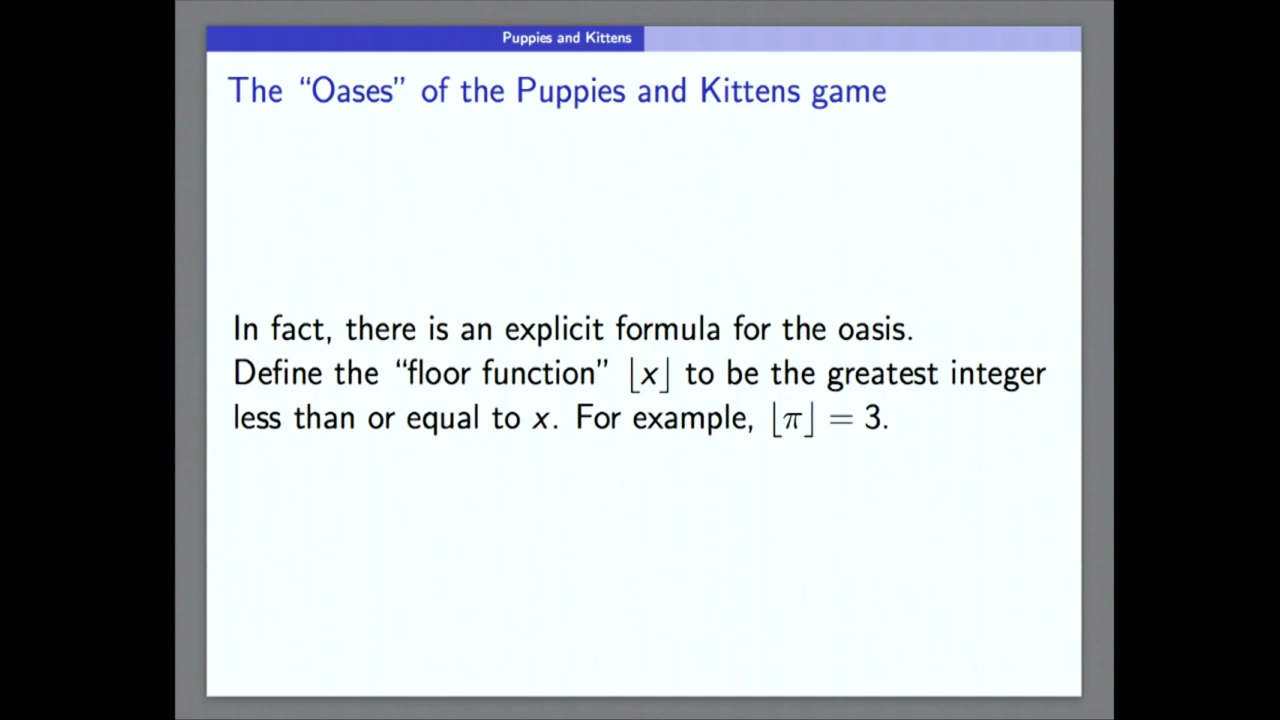 Puppies and Kittens
The “Oases” of the Puppies and Kittens game
In fact, there is an explicit formula for the oasis.
Define the “floor function” ⌊x⌋ to be the greatest integer
less than or equal to x. For example, ⌊π⌋ = 3.